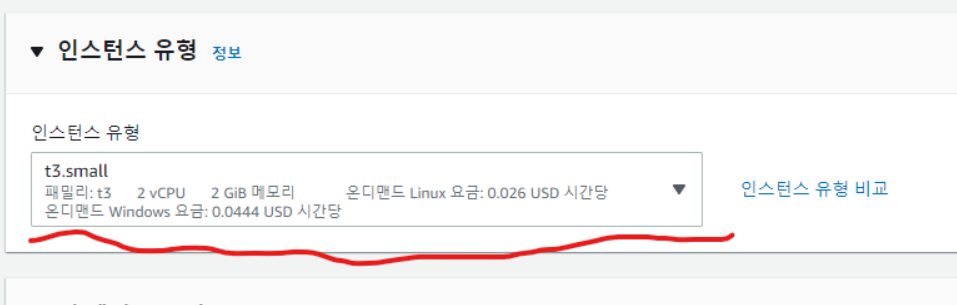 ▼ 인스턴스 유형 정보
인스턴스 유형
t3.small
패밀리: t3 2 vCPU 2 GiB 메모리 온디맨드 Linux 요금: 0.026 USD 시간당
온디맨드 Windows 요금: 0.0444 USD 시간당
인스턴스 유형 비교